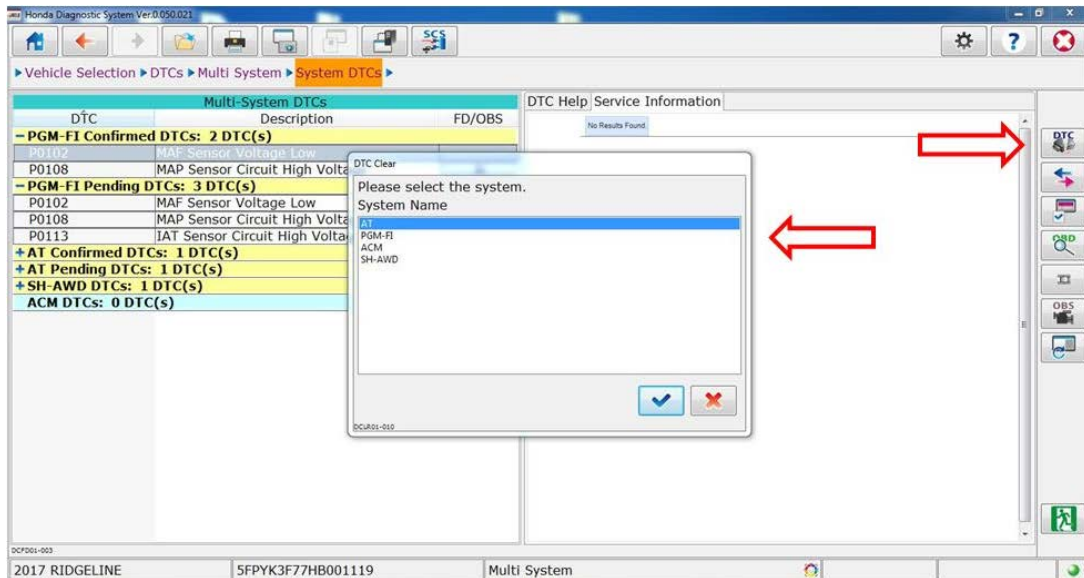 Honda Diagnostic System Ver.0.050.021
SCS
Vehicle Selection DTCs Multi System System DTCs
Multi-System DTCs
DTC Description FD/OBS
PGM-FI Confirmed DTCs: 2 DTC(s)
P0102 MAF Sensor Voltage Low
P0108 MAP Sensor Circuit High Volta
PGM-FI Pending DTCs: 3 DTC(s)
P0102 MAF Sensor Voltage Low
P0108 MAP Sensor Circuit High Volta
P0113 IAT Sensor Circuit High Volta
+AT Confirmed DTCs: 1 DTC(s)
+AT Pending DTCs: 1 DTC(s)
+SH-AWD DTCs: 1 DTC(s)
ACM DTCs: 0 DTC(s)
DCFD01-003
DTC Clear
Please select the system.
System Name
AT
PGM-FI
ACM
SH-AWD
DCLR01-010
DTC Help Service Information
No Results Found
DTC
OBD
OBS
2017 RIDGELINE 5FPYK3F77HB001119 Multi System